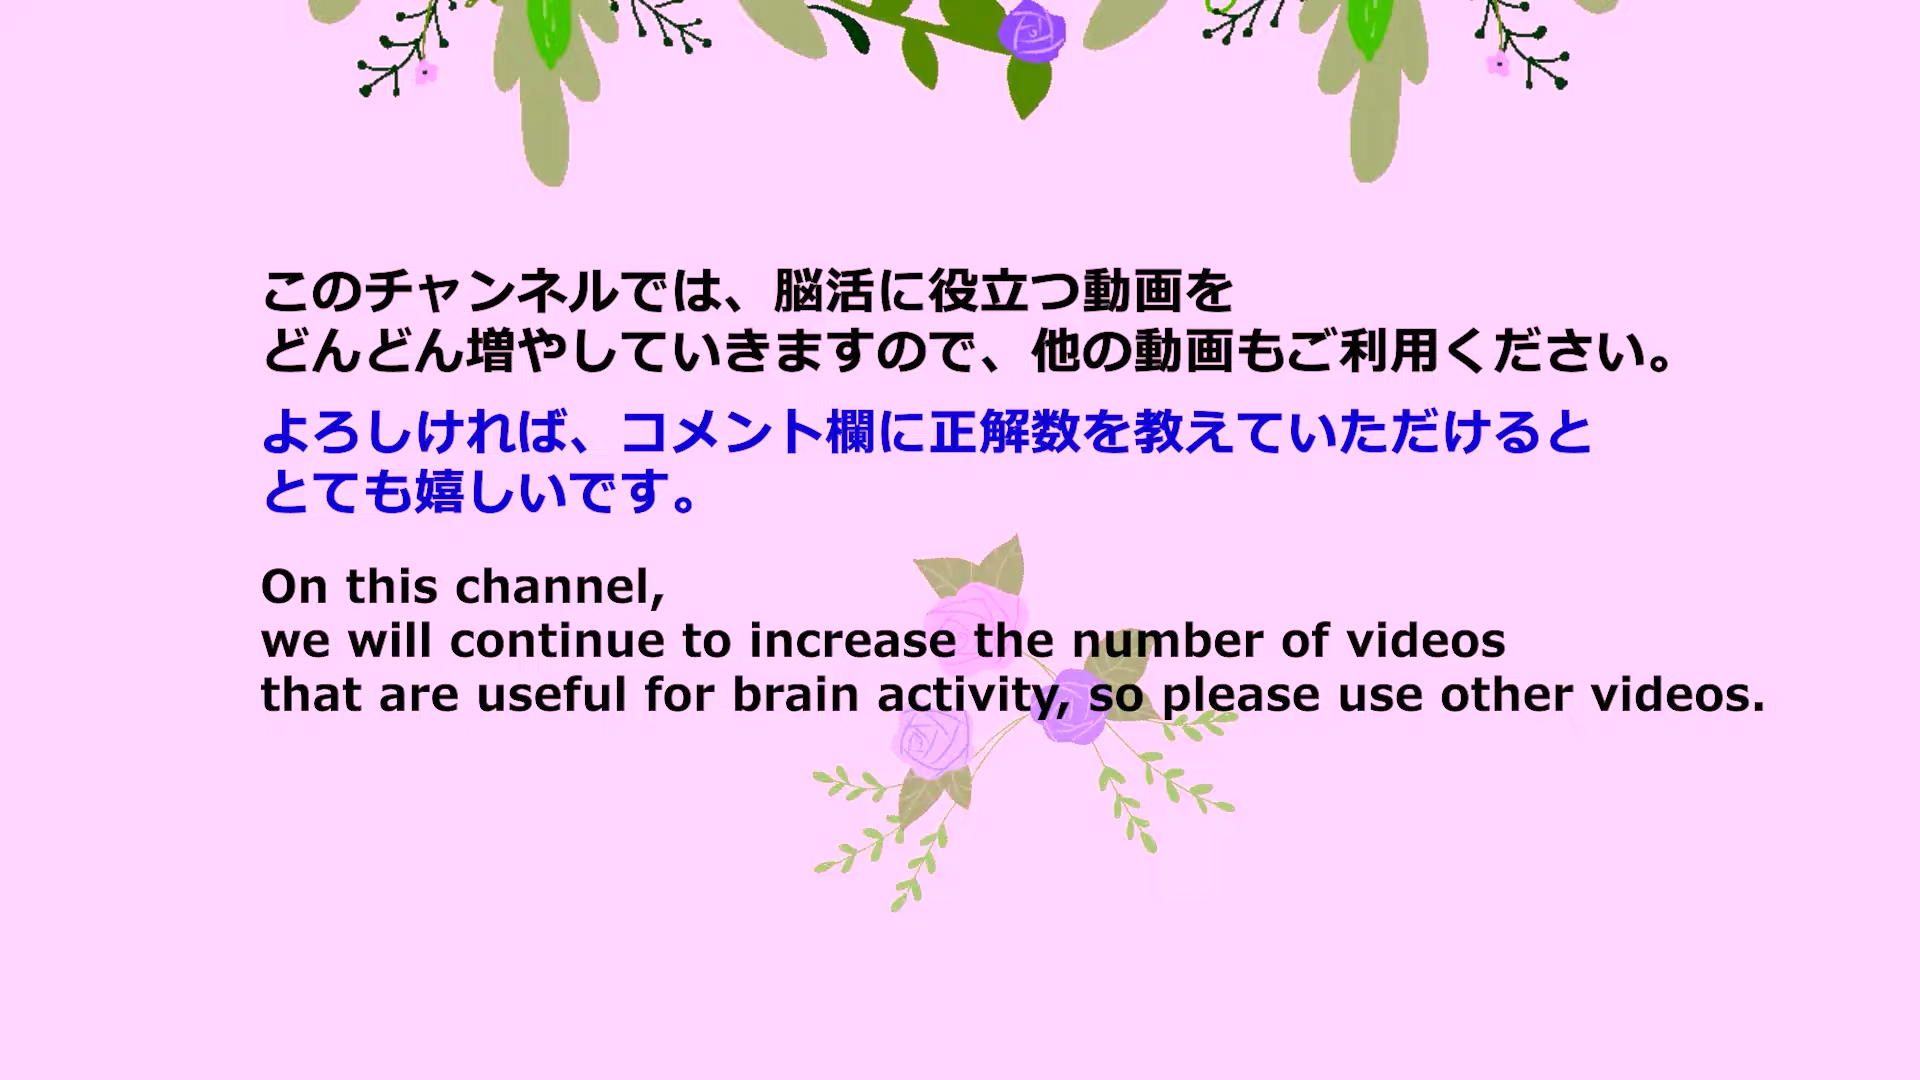 このチャンネルでは、脳活に役立つ動画を
どんどん増やしていきますので、他の動画もご利用ください。
よろしければ、コメント欄に正解数を教えていただけると
とても嬉しいです。
On this channel,
we will continue to increase the number of videos
that are useful for brain activity, so please use other videos.